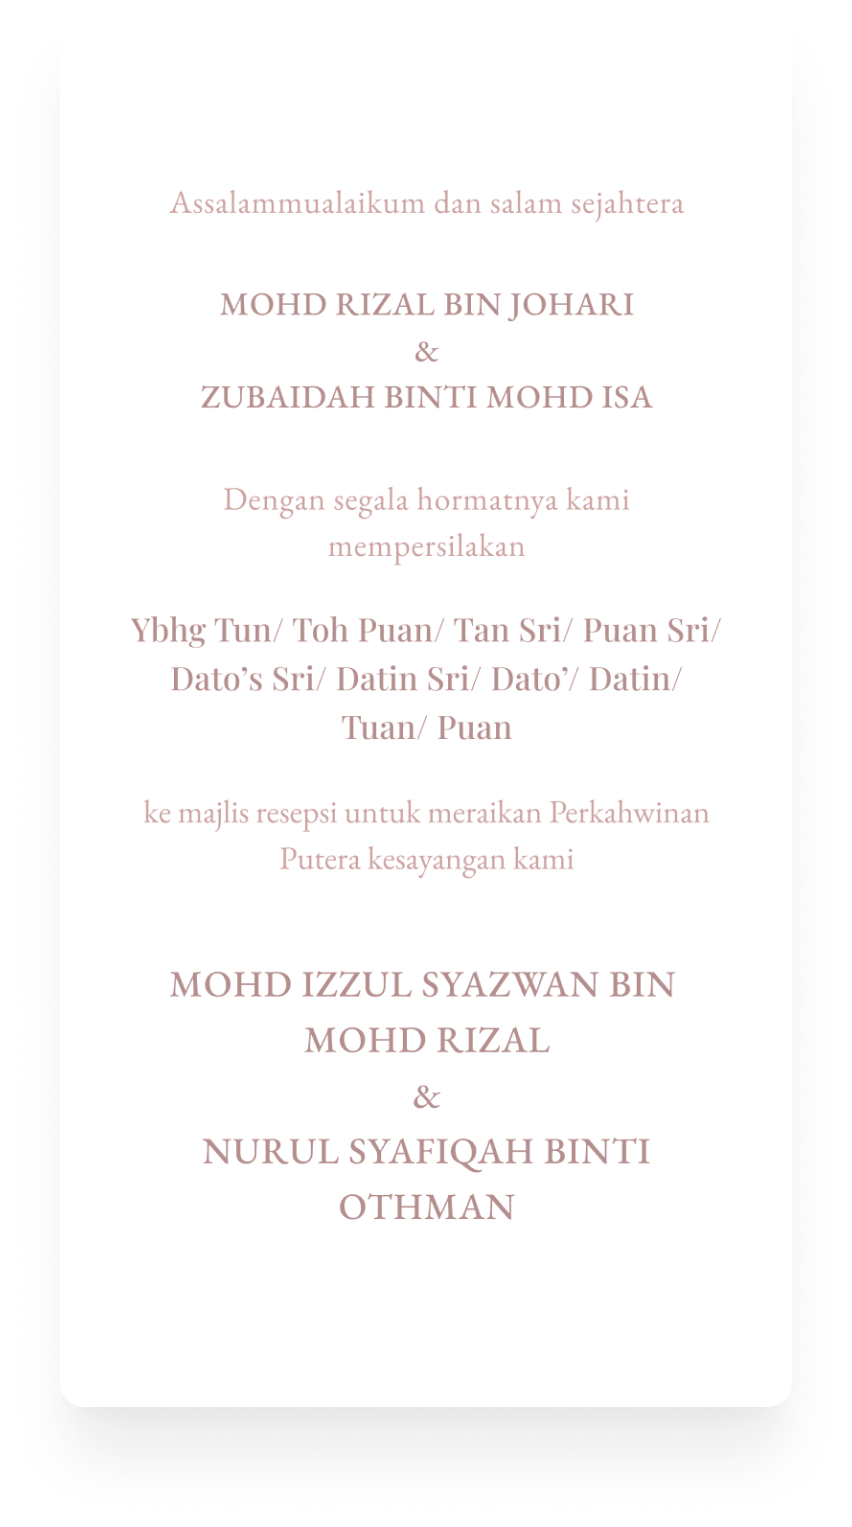 Assalammualaikum dan salam sejahtera
MOHD RIZAL BIN JOHARI
&
ZUBAIDAH BINTI MOHD ISA
Dengan segala hormatnya kami
mempersilakan
Ybhg Tun/ Toh Puan/ Tan Sri/ Puan Sri/
Dato’s Sri/ Datin Sri/ Dato’/ Datin/
Tuan/ Puan
ke majlis resepsi untuk meraikan Perkahwinan
Putera kesayangan kami
MOHD IZZUL SYAZWAN BIN
MOHD RIZAL
&
NURUL SYAFIQAH BINTI
OTHMAN